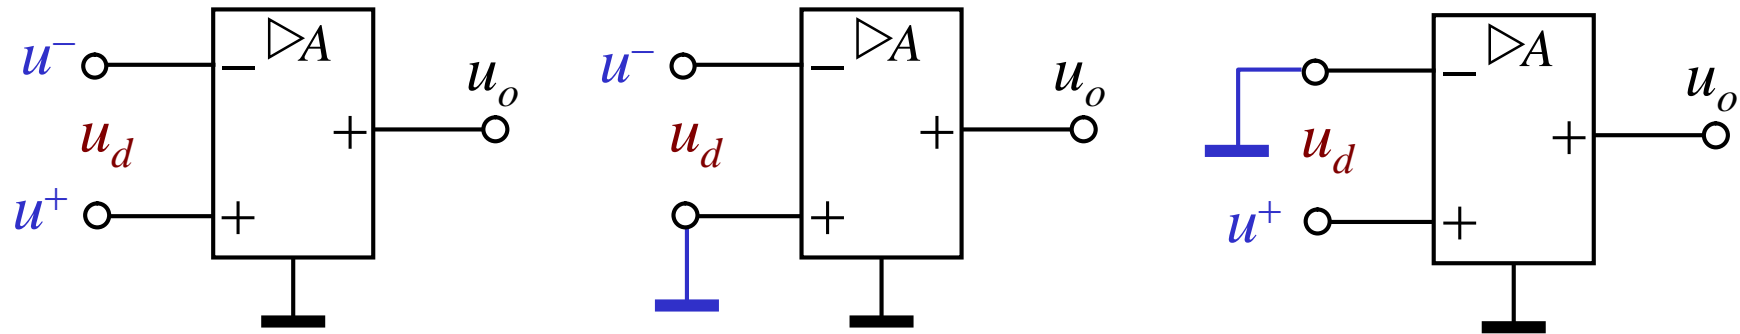 u⁻ ▷A u_o
u_d +
u⁺ +
u⁻ ▷A u_o
u_d +
+
▷A u_o
u_d +
u⁺ +